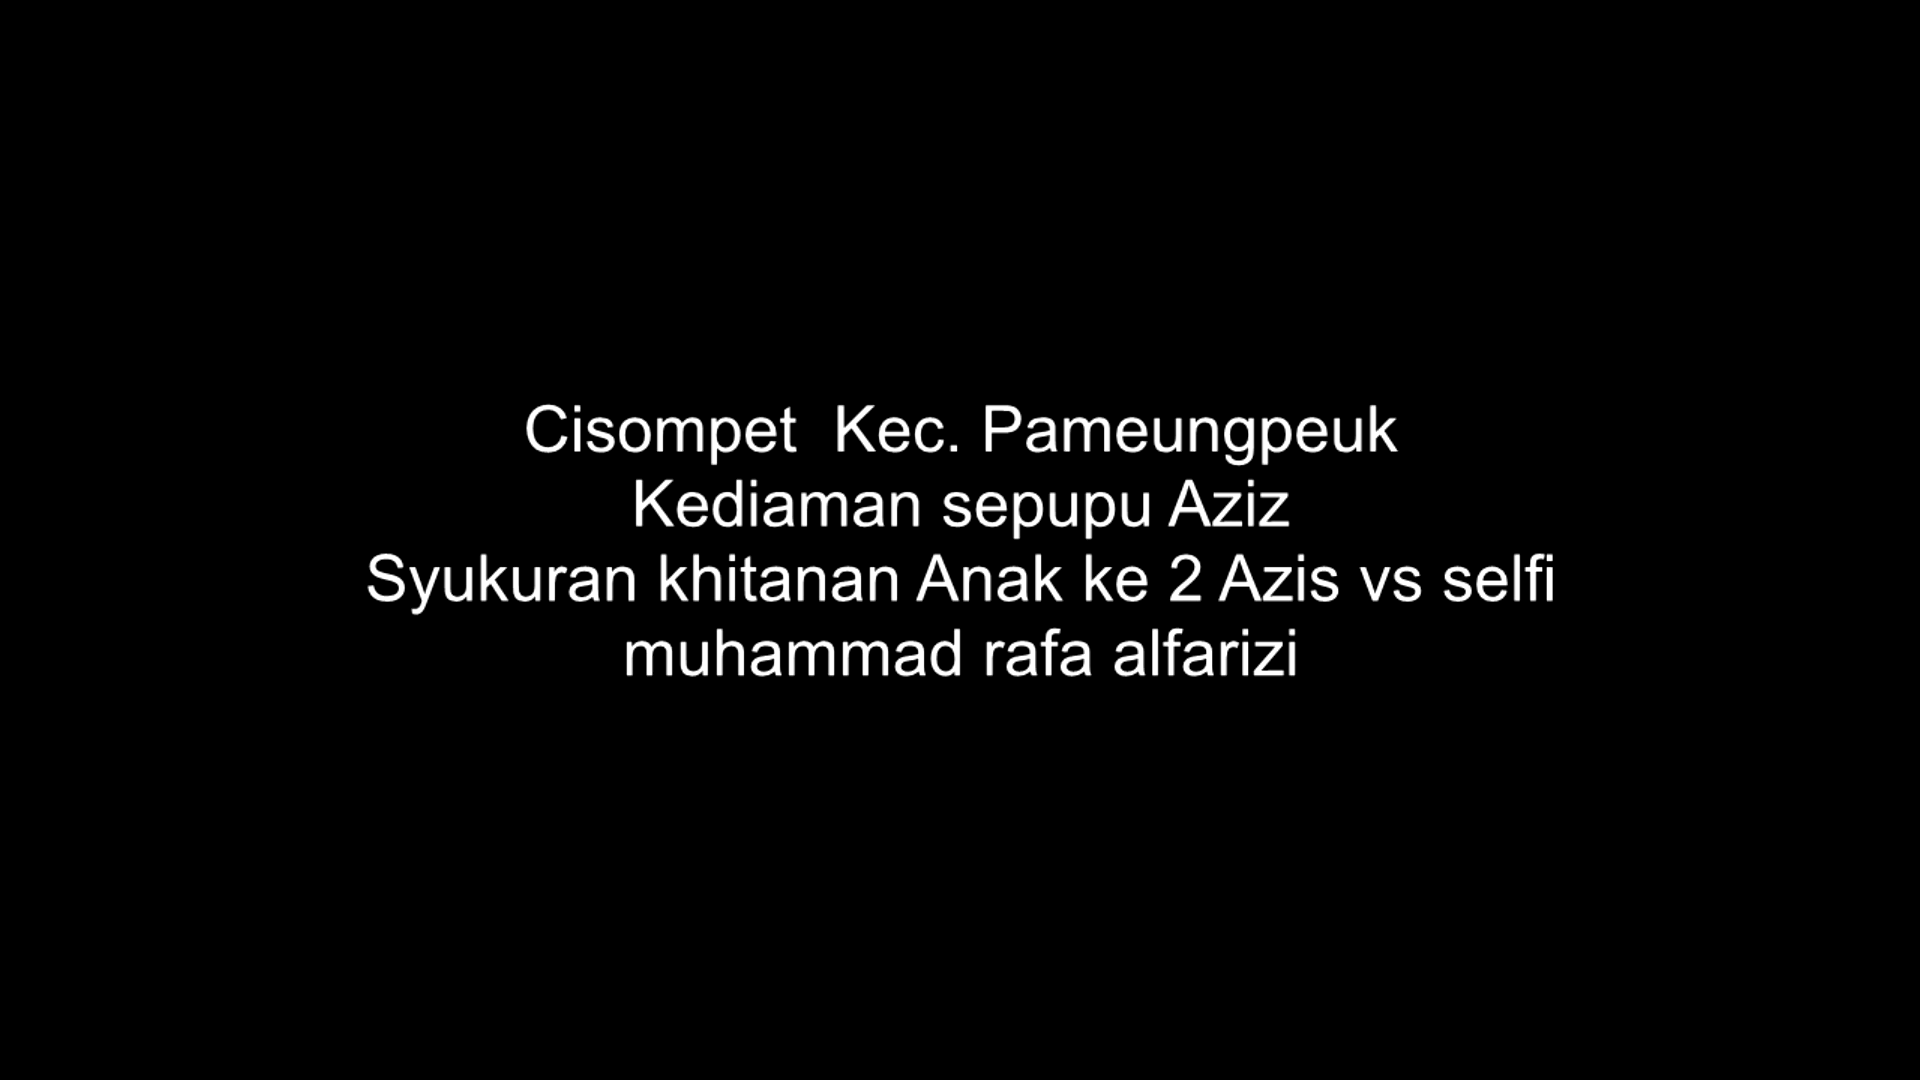 Cisompet  Kec. Pameungpeuk
Kediaman sepupu Aziz
Syukuran khitanan Anak ke 2 Azis vs selfi
muhammad rafa alfarizi